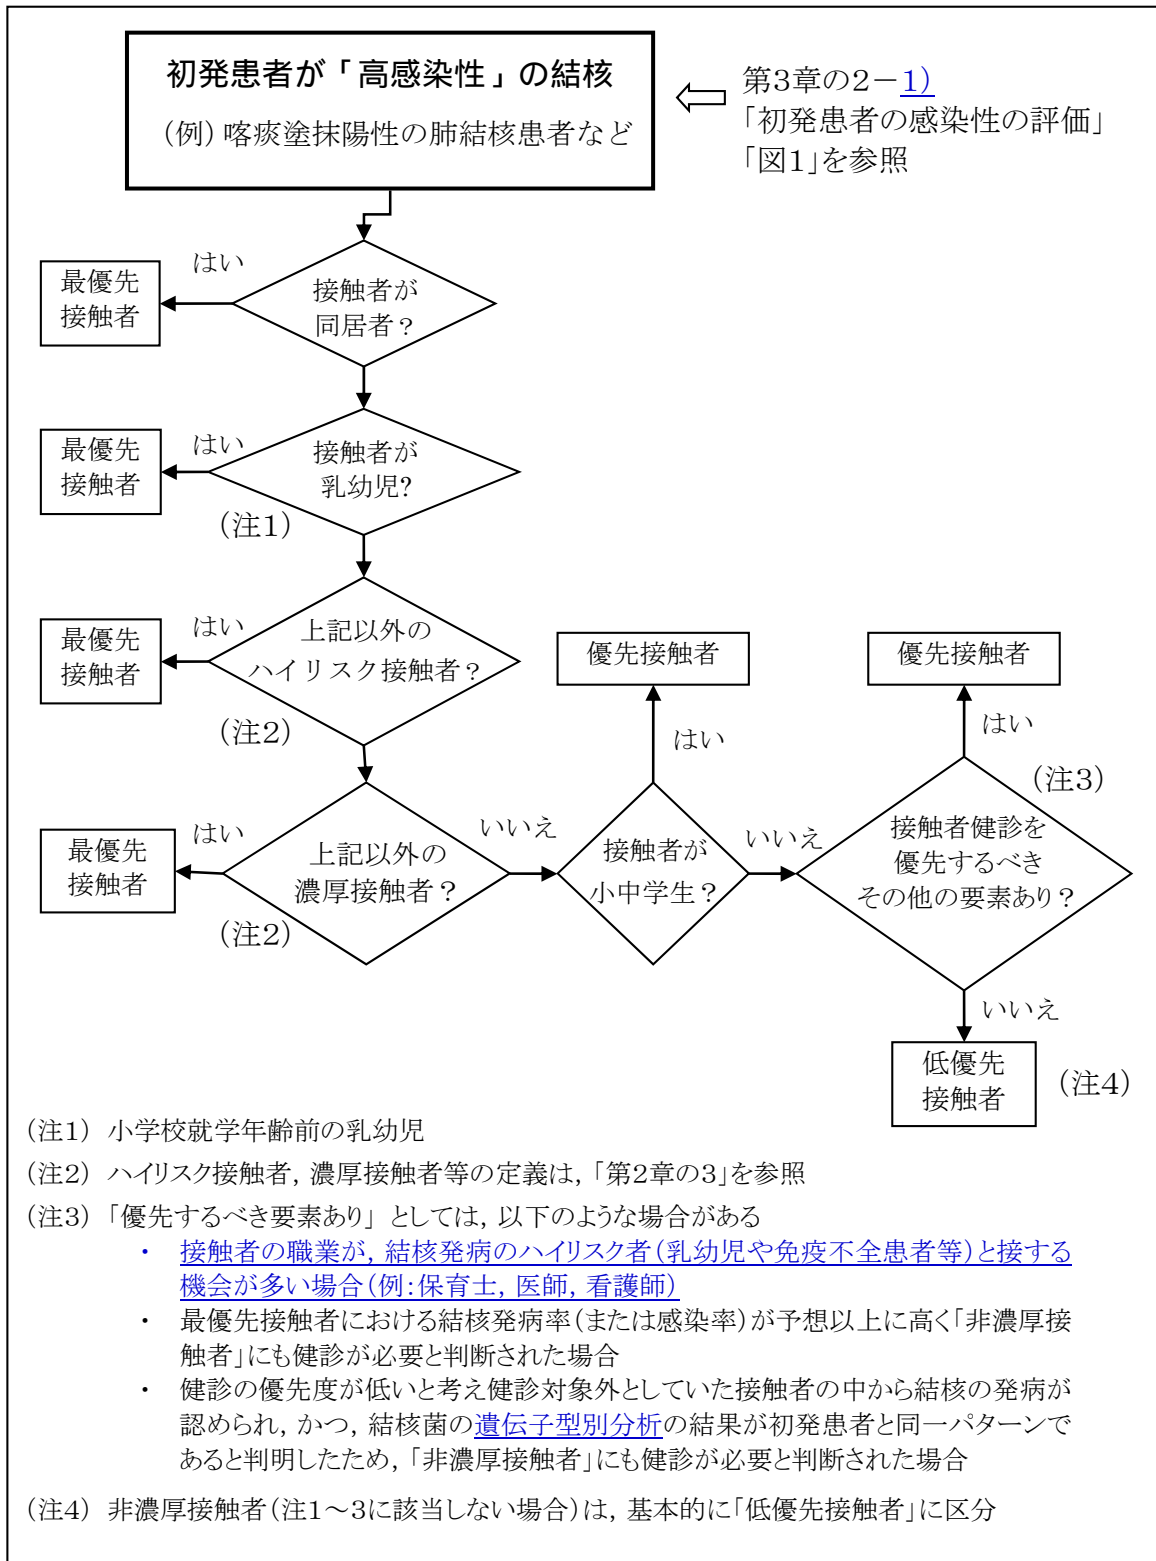 初発患者が「高感染性」の結核
（例）喀痰塗抹陽性の肺結核患者など
第3章の2－1）
「初発患者の感染性の評価」
「図1」を参照
はい
最優先
接触者
接触者が
同居者？
はい
最優先
接触者
接触者が
乳幼児?
（注1）
はい
最優先
接触者
上記以外の
ハイリスク接触者？
（注2）
優先接触者
優先接触者
はい
はい
（注3）
はい
最優先
接触者
上記以外の
濃厚接触者？
（注2）
いいえ
接触者が
小中学生？
いいえ
接触者健診を
優先するべき
その他の要素あり？
いいえ
低優先
接触者
（注4）
（注1） 小学校就学年齢前の乳幼児
（注2） ハイリスク接触者，濃厚接触者等の定義は，「第2章の3」を参照
（注3） 「優先するべき要素あり」 としては，以下のような場合がある
・ 接触者の職業が，結核発病のハイリスク者（乳幼児や免疫不全患者等）と接する
機会が多い場合（例：保育士，医師，看護師）
・ 最優先接触者における結核発病率（または感染率）が予想以上に高く「非濃厚接
触者」にも健診が必要と判断された場合
・ 健診の優先度が低いと考え健診対象外としていた接触者の中から結核の発病が
認められ，かつ，結核菌の遺伝子型別分析の結果が初発患者と同一パターンで
あると判明したため，「非濃厚接触者」にも健診が必要と判断された場合
（注4） 非濃厚接触者（注1～3に該当しない場合）は，基本的に「低優先接触者」に区分